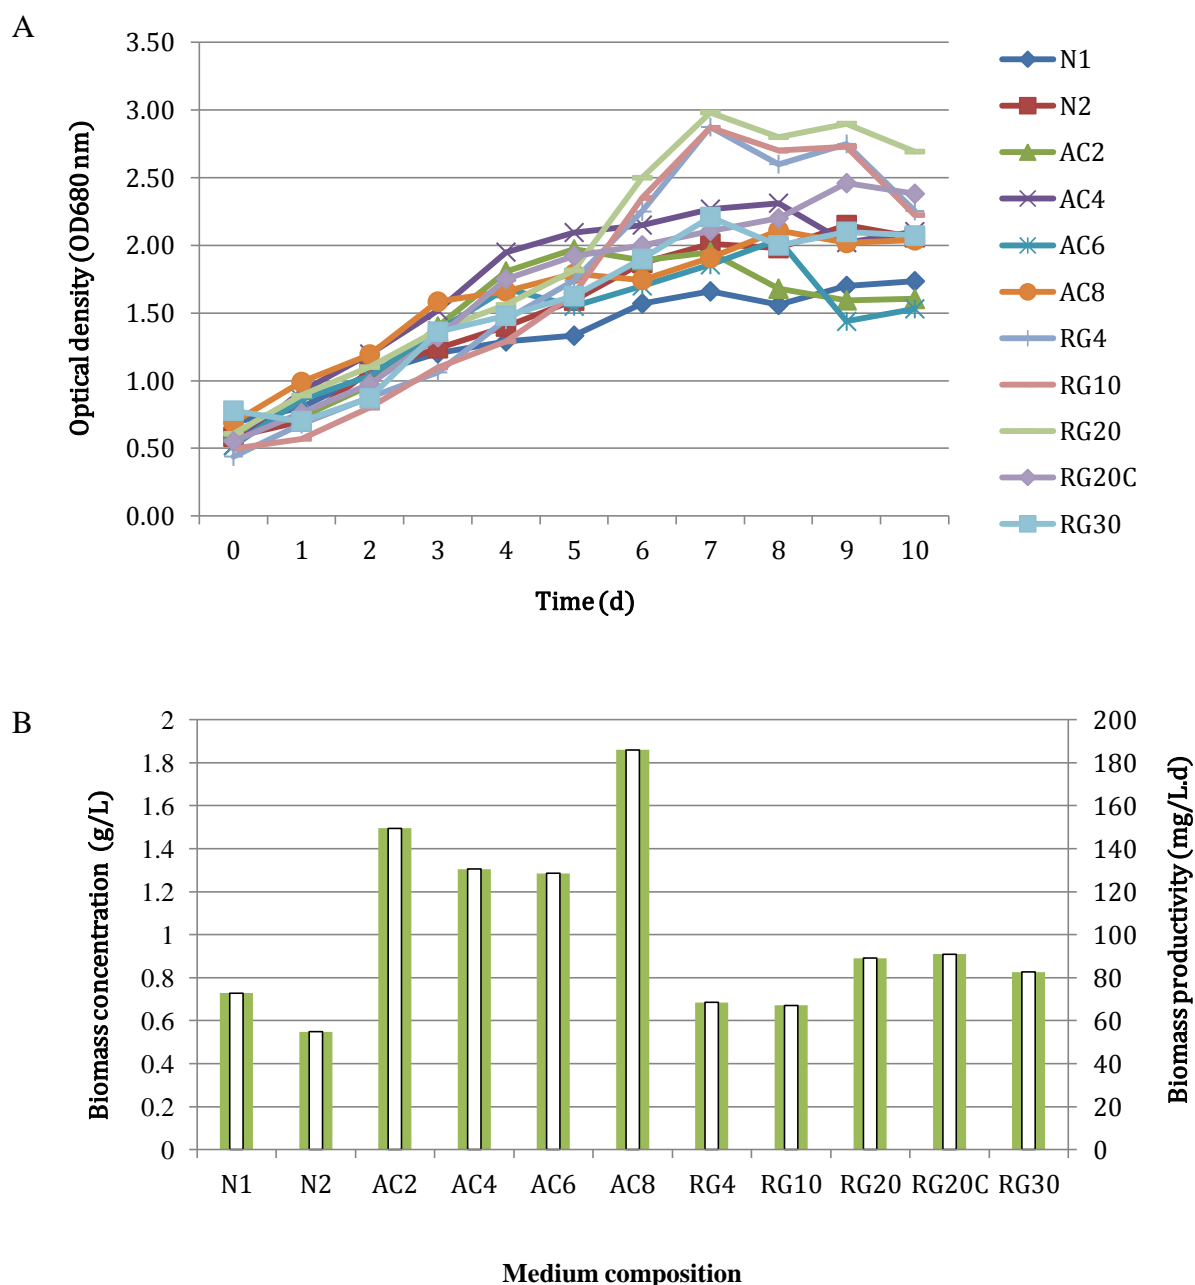 A
Optical density (OD680 nm)
3.50
3.00
2.50
2.00
1.50
1.00
0.50
0.00
0 1 2 3 4 5 6 7 8 9 10
Time (d)
N1
N2
AC2
AC4
AC6
AC8
RG4
RG10
RG20
RG20C
RG30
B
Biomass concentration (g/L)
2
1.8
1.6
1.4
1.2
1
0.8
0.6
0.4
0.2
0
200
180
160
140
120
100
80
60
40
20
0
Biomass productivity (mg/L.d)
N1 N2 AC2 AC4 AC6 AC8 RG4 RG10 RG20 RG20C RG30
Medium composition